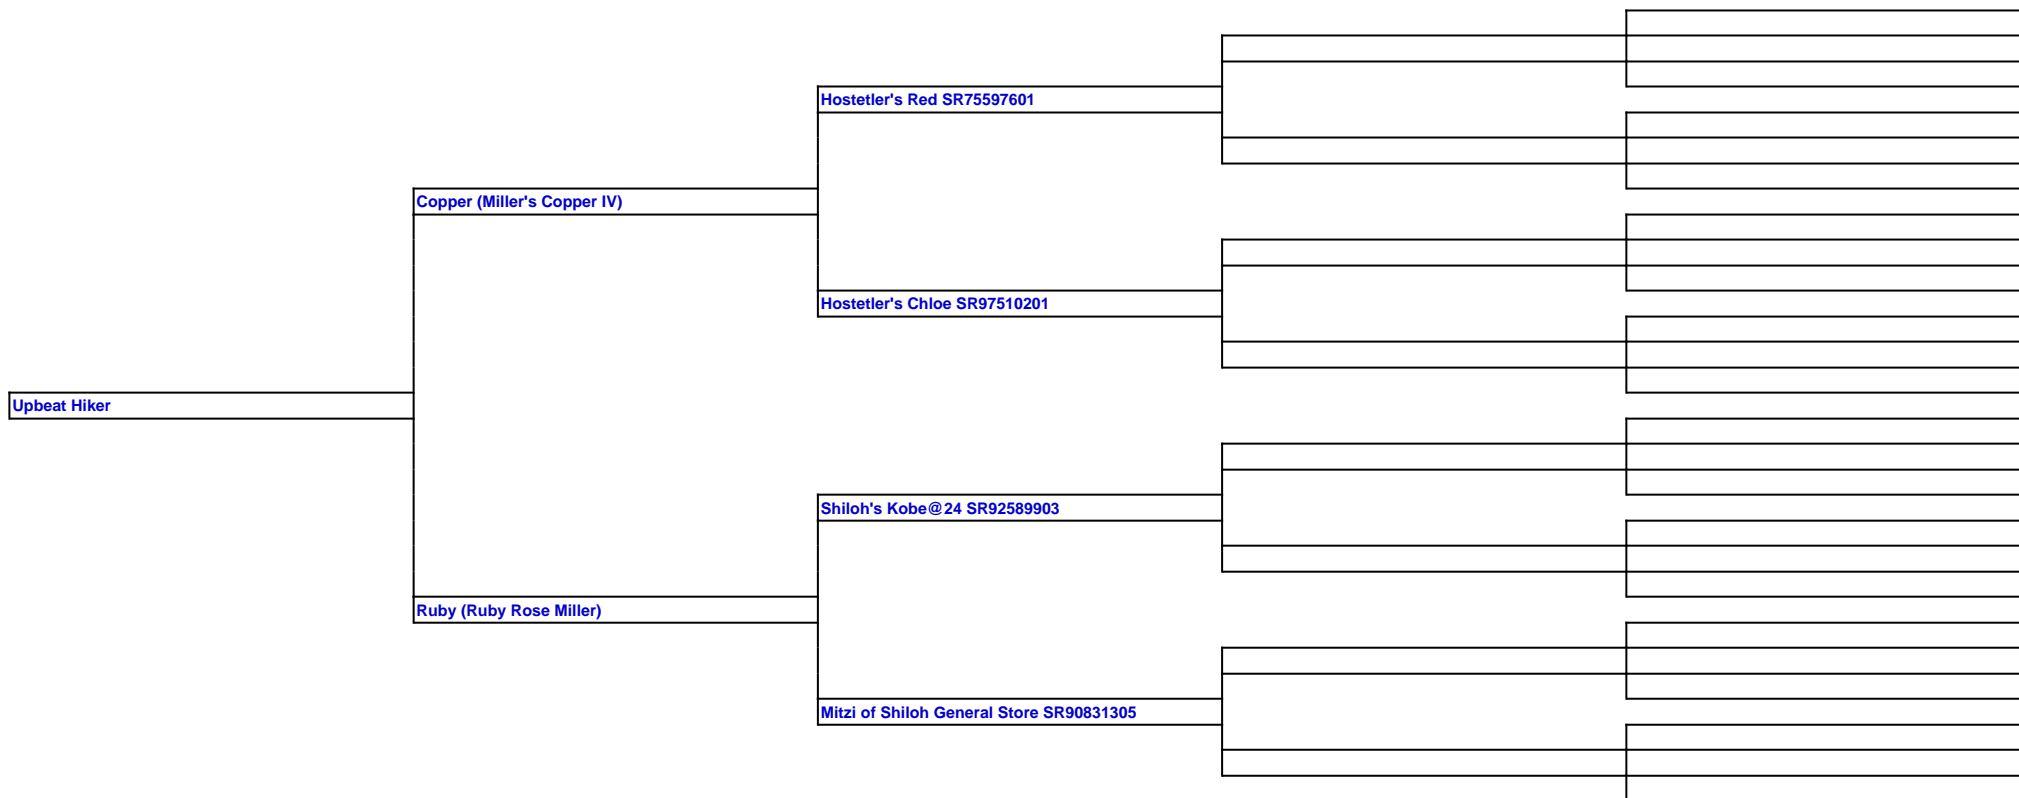 Hostetler's Red SR75597601
Copper (Miller's Copper IV)
Hostetler's Chloe SR97510201
Upbeat Hiker
Shiloh's Kobe@24 SR92589903
Ruby (Ruby Rose Miller)
Mitzi of Shiloh General Store SR90831305